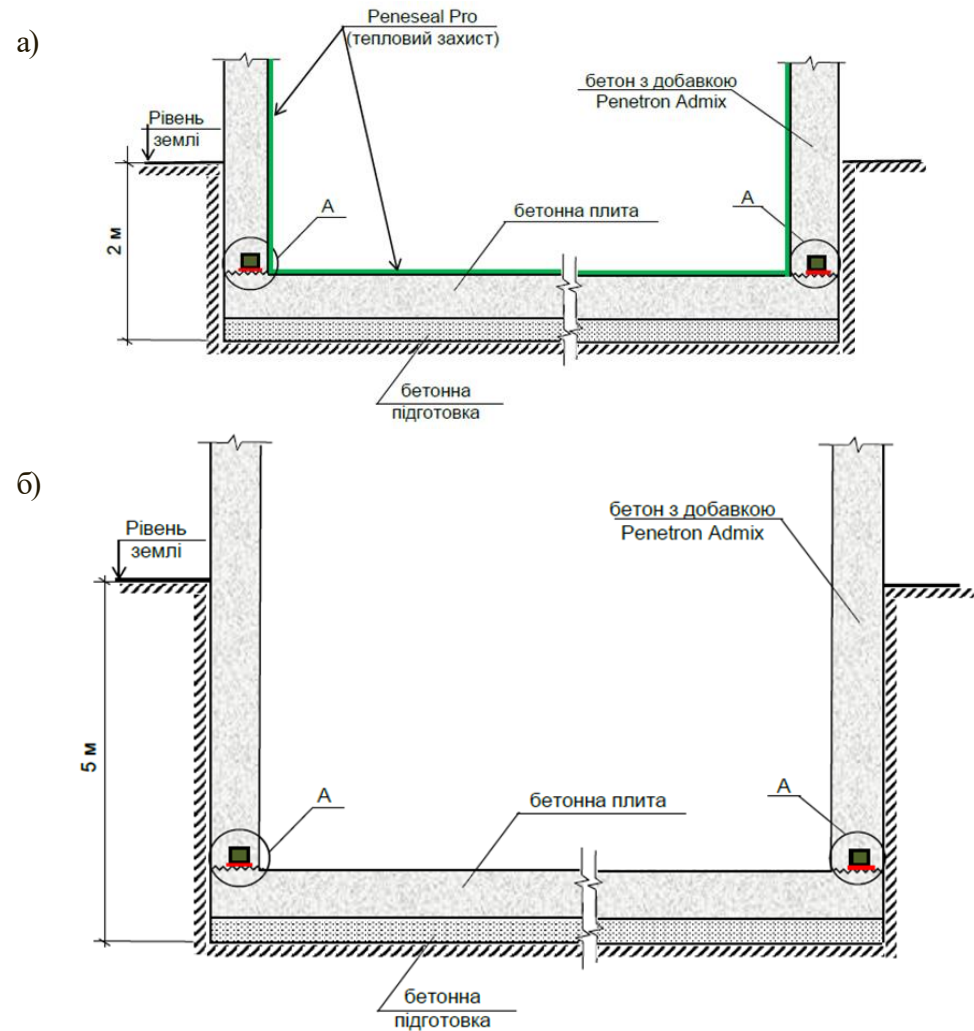 а)
Peneseal Pro
(тепловий захист)
бетон з добавкою
Penetron Admix
Рівень
землі
А
А
бетонна плита
2 м
бетонна
підготовка
б)
бетон з добавкою
Penetron Admix
Рівень
землі
5 м
А
А
бетонна плита
бетонна
підготовка